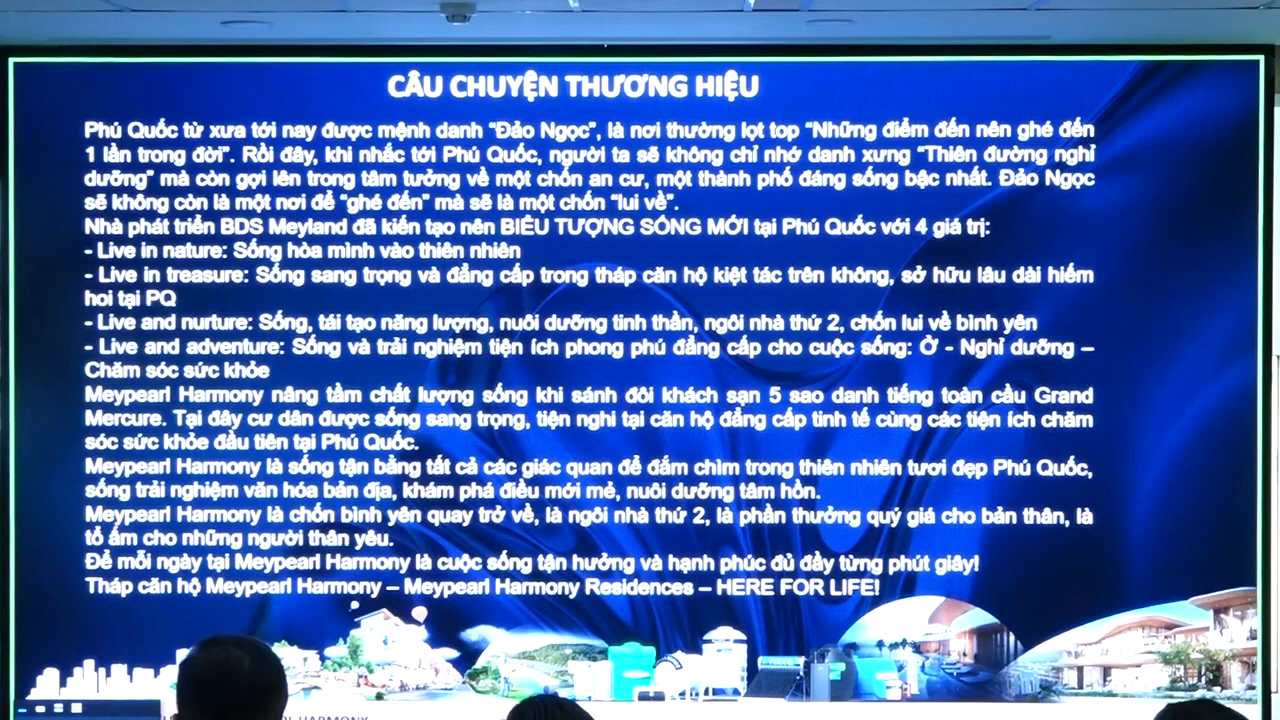 CÂU CHUYỆN THƯƠNG HIỆU
Phú Quốc từ xưa tới nay được mệnh danh “Đảo Ngọc”, là nơi thường lọt top “Những điểm đến nên ghé đến
1 lần trong đời”. Rồi đây, khi nhắc tới Phú Quốc, người ta sẽ không chỉ nhớ danh xưng “Thiên đường nghỉ
dưỡng” mà còn gợi lên trong tâm tưởng về một chốn an cư, một thành phố đáng sống bậc nhất. Đảo Ngọc
sẽ không còn là một nơi để “ghé đến” mà sẽ là một chốn “lui về”.
Nhà phát triển BDS Meyland đã kiến tạo nên BIỂU TƯỢNG SỐNG MỚI tại Phú Quốc với 4 giá trị:
- Live in nature: Sống hòa mình vào thiên nhiên
- Live in treasure: Sống sang trọng và đẳng cấp trong tháp căn hộ kiệt tác trên không, sở hữu lâu dài hiếm
hoi tại PQ
- Live and nurture: Sống, tái tạo năng lượng, nuôi dưỡng tinh thần, ngôi nhà thứ 2, chốn lui về bình yên
- Live and adventure: Sống và trải nghiệm tiện ích phong phú đẳng cấp cho cuộc sống: Ở - Nghỉ dưỡng –
Chăm sóc sức khỏe
Meypearl Harmony nâng tầm chất lượng sống khi sánh đôi khách sạn 5 sao danh tiếng toàn cầu Grand
Mercure. Tại đây cư dân được sống sang trọng, tiện nghi tại căn hộ đẳng cấp tinh tế cùng các tiện ích chăm
sóc sức khỏe đầu tiên tại Phú Quốc.
Meypearl Harmony là sống tận bằng tất cả các giác quan để đắm chìm trong thiên nhiên tươi đẹp Phú Quốc,
sống trải nghiệm văn hóa bản địa, khám phá điều mới mẻ, nuôi dưỡng tâm hồn.
Meypearl Harmony là chốn bình yên quay trở về, là ngôi nhà thứ 2, là phần thưởng quý giá cho bản thân, là
tổ ấm cho những người thân yêu.
Để mỗi ngày tại Meypearl Harmony là cuộc sống tận hưởng và hạnh phúc đủ đầy từng phút giây!
Tháp căn hộ Meypearl Harmony – Meypearl Harmony Residences – HERE FOR LIFE!
HARMONY